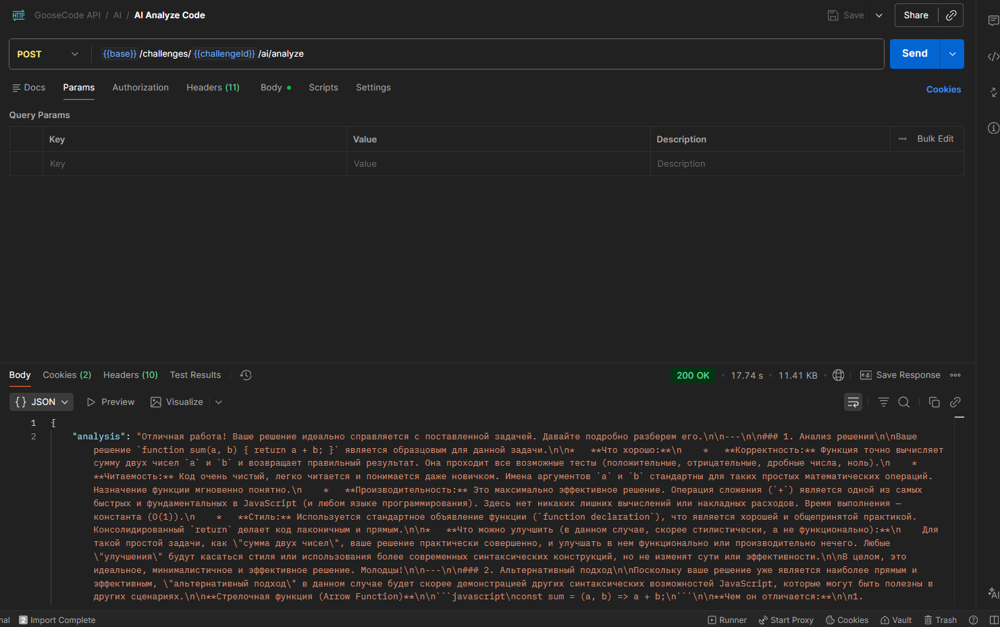 HTTP GooseCode API / AI / AI Analyze Code Save Share
POST {{base}} /challenges/ {{challengeId}} /ai/analyze Send
Docs Params Authorization Headers (11) Body Scripts Settings Cookies
Query Params
Key Value Description Bulk Edit
Key Value Description
Body Cookies (2) Headers (10) Test Results 200 OK 17.74 s 11.41 KB e.g. Save Response
{} JSON Preview Visualize
1 {
2 "analysis": "Отличная работа! Ваше решение идеально справляется с поставленной задачей. Давайте подробно разберем его.\n\n---\n\n### 1. Анализ решения\n\nВаше
решение `function sum(a, b) { return a + b; }` является образцовым для данной задачи.\n\n*   **Что хорошо:**\n    *   **Корректность:** Функция точно вычисляет
сумму двух чисел `a` и `b` и возвращает правильный результат. Она проходит все возможные тесты (положительные, отрицательные, дробные числа, ноль).\n    *
**Читаемость:** Код очень чистый, легко читается и понимается даже новичком. Имена аргументов `a` и `b` стандартны для таких простых математических операций.
Назначение функции мгновенно понятно.\n    *   **Производительность:** Это максимально эффективное решение. Операция сложения (`+`) является одной из самых
быстрых и фундаментальных в JavaScript (и любом языке программирования). Здесь нет никаких лишних вычислений или накладных расходов. Время выполнения —
константа (O(1)).\n    *   **Стиль:** Используется стандартное объявление функции (`function declaration`), что является хорошей и общепринятой практикой.
Консолидированный `return` делает код лаконичным и прямым.\n\n*   **Что можно улучшить (в данном случае, скорее стилистически, а не функционально):**\n    Для
такой простой задачи, как \"сумма двух чисел\", ваше решение практически совершенно, и улучшать в нем функционально или производительно нечего. Любые
\"улучшения\" будут касаться стиля или использования более современных синтаксических конструкций, но не изменят сути или эффективности.\n\nВ целом, это
идеальное, минималистичное и эффективное решение. Молодцы!\n\n---\n\n### 2. Альтернативный подход\n\nПоскольку ваше решение уже является наиболее прямым и
эффективным, \"альтернативный подход\" в данном случае будет скорее демонстрацией других синтаксических возможностей JavaScript, которые могут быть полезны в
других сценариях.\n\n**Стрелочная функция (Arrow Function)**\n\n```javascript\nconst sum = (a, b) => a + b;\n```\n\n**Чем он отличается:**\n\n1.
AI
nal 2 Import Complete Runner Start Proxy Cookies Vault Trash